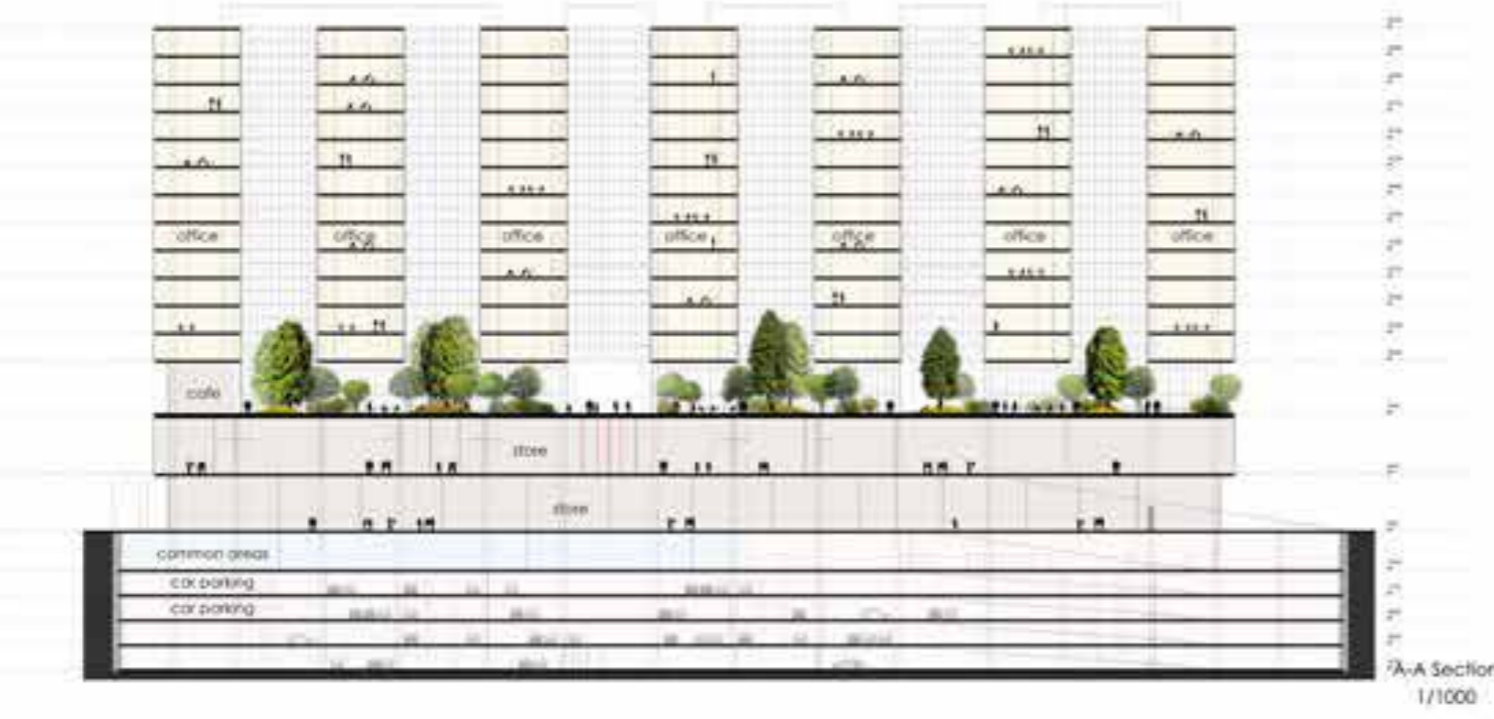 office office office office office office office
cafe
store
store
common areas
car parking
car parking
A-A Section
1/1000